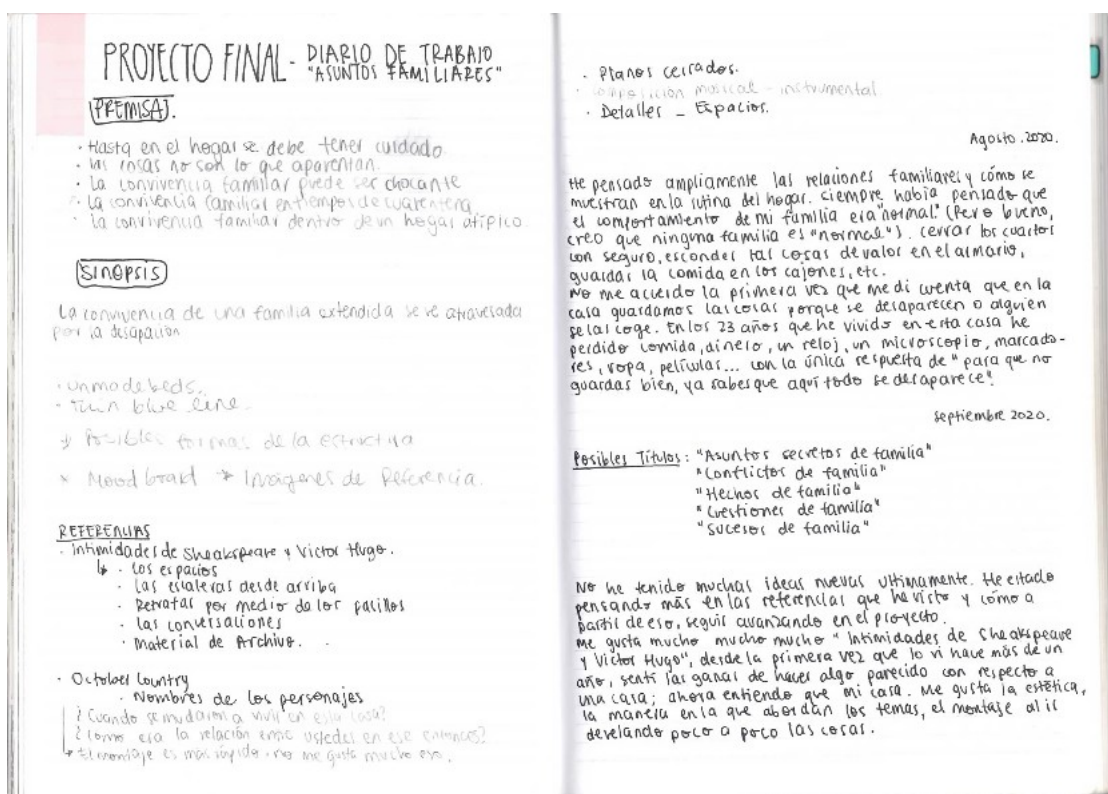 PROYECTO FINAL - DIARIO DE TRABAJO
"ASUNTOS FAMILIARES"
PREMISA.
· Hasta en el hogar se debe tener cuidado
· Las cosas no son lo que aparentan.
· La convivencia familiar puede ser chocante
· La convivencia familiar en tiempos de cuarentena
· La convivencia familiar dentro de un hogar atípico.
SINOPSIS
La convivencia de una familia extendida se ve atravesada
por la
· unmade beds.
· blue line.
Posibles formas de la estructura
* Moodboard → Imágenes de Referencia.
REFERENCIAS
· Intimidades de Sheakspeare y Victor Hugo.
↳ · Los espacios
· Las escaleras desde arriba
· Retratar por medio de los pasillos
· Las conversaciones
· Material de Archivo.
· October Country
· Nombres de los personajes
¿Cuando se mudaron a vivir en esta casa?
¿Como era la relación entre ustedes en ese entonces?
→ El montaje es más rápido - no me gusta mucho eso.
· Planos cerrados.
· Composición musical - instrumental
· Detalles - Espacios.
Agosto. 2020.
He pensado ampliamente las relaciones familiares y cómo se
muestran en la rutina del hogar. Siempre había pensado que
el comportamiento de mi familia era "normal" (Pero bueno,
creo que ninguna familia es "normal"). Cerrar los cuartos
con seguro, esconder las cosas de valor en el armario,
guardar la comida en los cajones, etc.
No me acuerdo la primera vez que me di cuenta que en la
casa guardamos las cosas porque se desaparecen o alguien
se las coge. En los 23 años que he vivido en esta casa he
perdido comida, dinero, un reloj, un microscopio, marcado-
res, ropa, películas... con la única respuesta de "para que no
guardas bien, ya sabes que aquí todo se desaparece".
Septiembre 2020.
Posibles Títulos: "Asuntos secretos de familia"
"Conflictos de familia"
"Hechos de familia"
"Cuestiones de familia"
"Sucesos de familia"
No he tenido muchas ideas nuevas ultimamente. He estado
pensando más en las referencias que he visto y cómo a
partir de eso, seguir avanzando en el proyecto.
Me gusta mucho mucho mucho "Intimidades de Sheakspeare
y Victor Hugo", desde la primera vez que lo vi hace más de un
año, sentí las ganas de hacer algo parecido con respecto a
una casa; ahora entiendo que mi casa. Me gusta la estética,
la manera en la que abordan los temas, el montaje al ir
develando poco a poco las cosas.